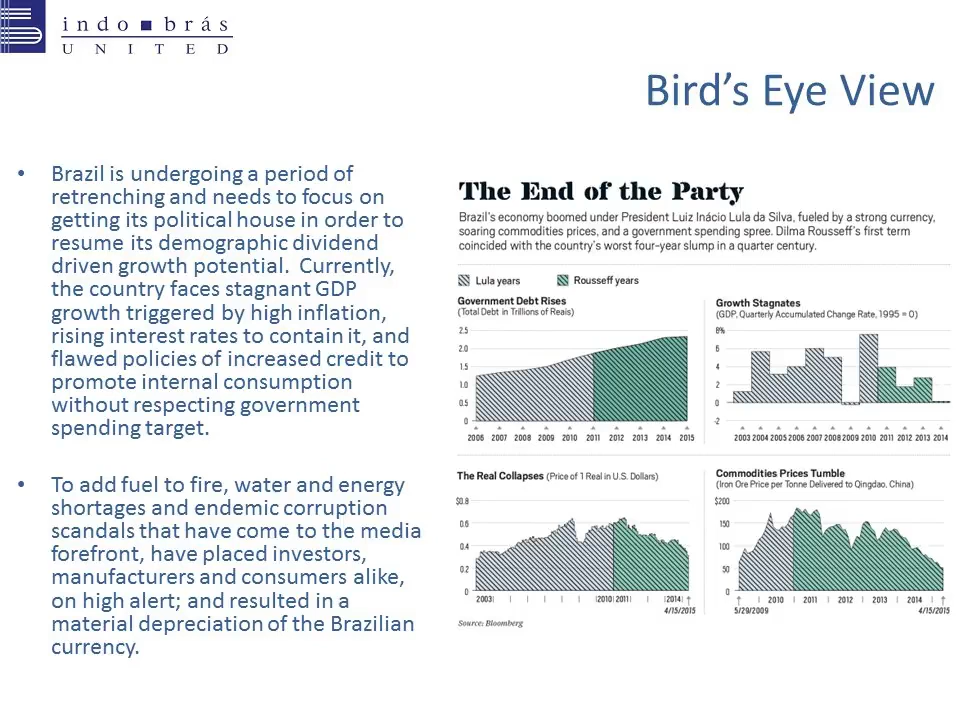 indo brás
UNITED
Bird's Eye View
• Brazil is undergoing a period of
retrenching and needs to focus on
getting its political house in order to
resume its demographic dividend
driven growth potential. Currently,
the country faces stagnant GDP
growth triggered by high inflation,
rising interest rates to contain it, and
flawed policies of increased credit to
promote internal consumption
without respecting government
spending target.
• To add fuel to fire, water and energy
shortages and endemic corruption
scandals that have come to the media
forefront, have placed investors,
manufacturers and consumers alike,
on high alert; and resulted in a
material depreciation of the Brazilian
currency.
The End of the Party
Brazil's economy boomed under President Luiz Inácio Lula da Silva, fueled by a strong currency,
soaring commodities prices, and a government spending spree. Dilma Rousseff's first term
coincided with the country's worst four-year slump in a quarter century.
Lula years Rousseff years
Government Debt Rises
(Total Debt in Trillions of Reais)
2.5
2.0
1.5
1.0
0.5
0
2006 2007 2008 2009 2010 2011 2012 2013 2014 2015
Growth Stagnates
(GDP, Quarterly Accumulated Change Rate, 1995 = 0)
8%
6
4
2
0
-2
2003 2004 2005 2006 2007 2008 2009 2010 2011 2012 2013 2014
The Real Collapses (Price of 1 Real in U.S. Dollars)
$0.8
0.6
0.4
0.2
0
2003 2010 2011 2014
4/15/2015
Commodities Prices Tumble
(Iron Ore Price per Tonne Delivered to Qingdao, China)
$200
150
100
50
0
2010 2011 2012 2013 2014
5/29/2009 4/15/2015
Source: Bloomberg